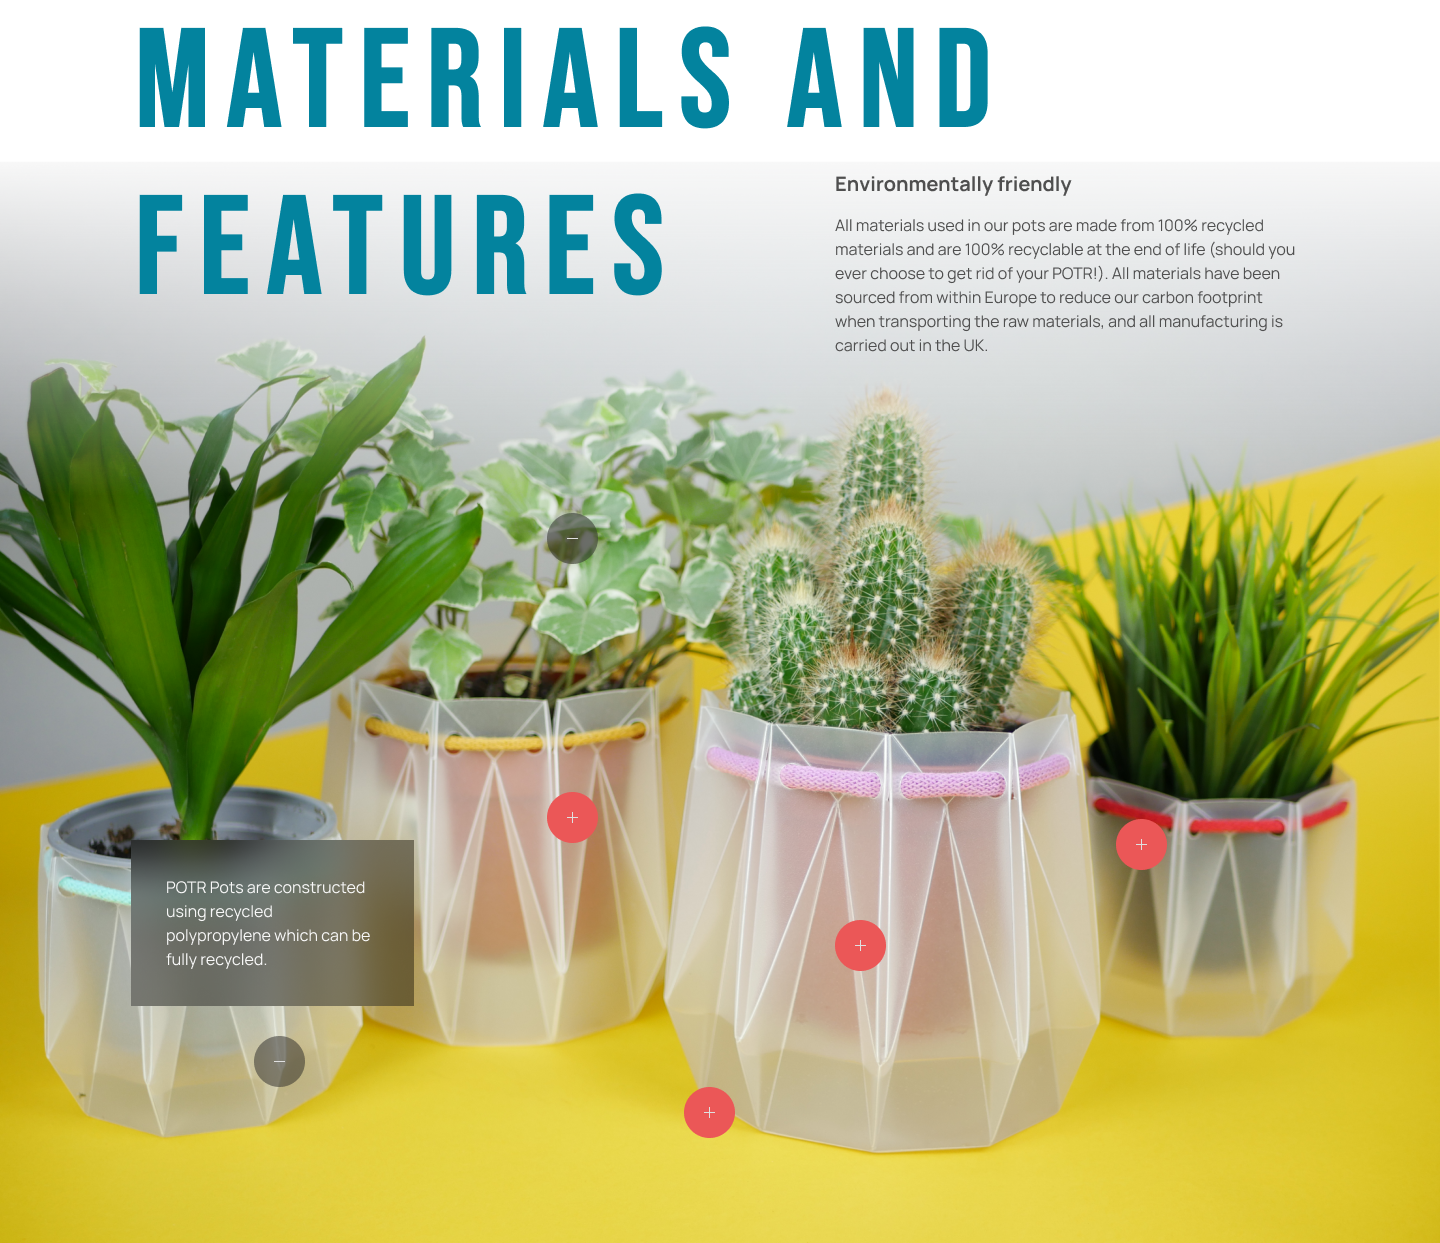 MATERIALS AND
FEATURES
Environmentally friendly
All materials used in our pots are made from 100% recycled
materials and are 100% recyclable at the end of life (should you
ever choose to get rid of your POTR!). All materials have been
sourced from within Europe to reduce our carbon footprint
when transporting the raw materials, and all manufacturing is
carried out in the UK.
POTR Pots are constructed
using recycled
polypropylene which can be
fully recycled.